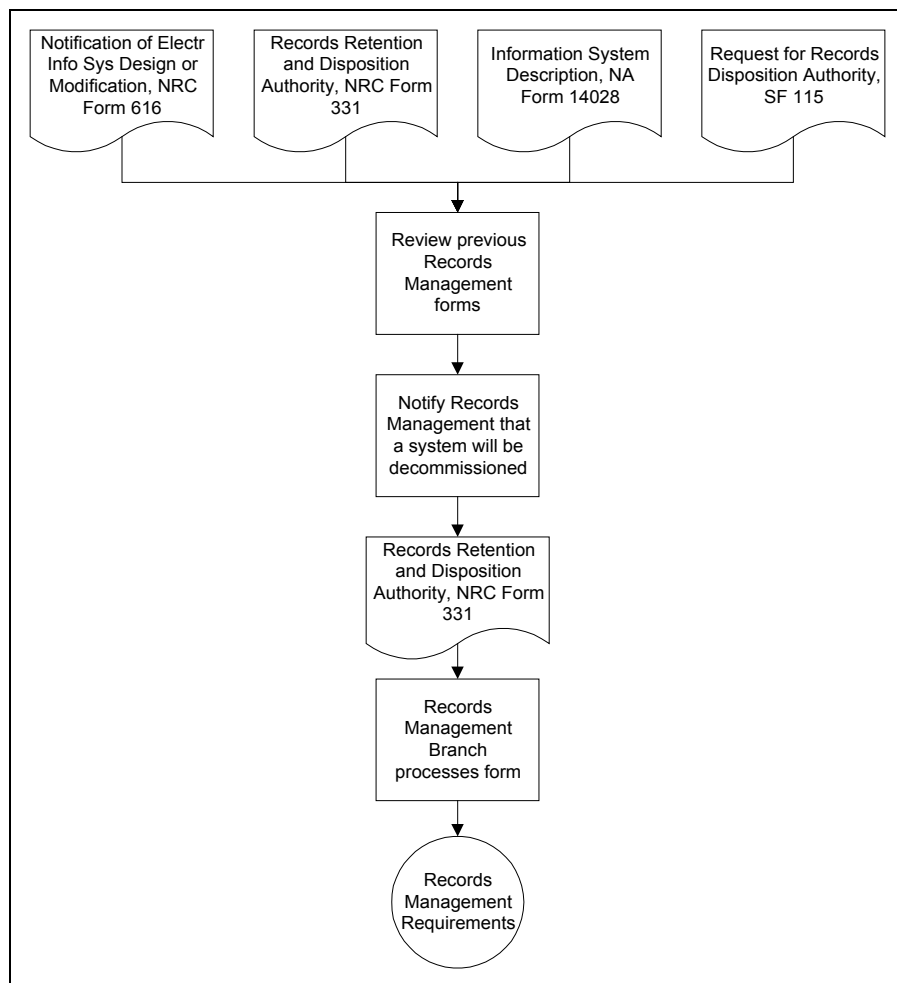 Notification of Electr
Info Sys Design or
Modification, NRC
Form 616
Records Retention
and Disposition
Authority, NRC Form
331
Information System
Description, NA
Form 14028
Request for Records
Disposition Authority,
SF 115
Review previous
Records
Management
forms
Notify Records
Management that
a system will be
decommissioned
Records Retention
and Disposition
Authority, NRC Form
331
Records
Management
Branch
processes form
Records
Management
Requirements